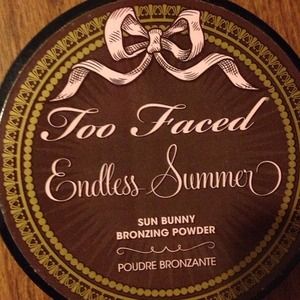 Too Faced
Endless Summer
SUN BUNNY
BRONZING POWDER
POUDRE BRONZANTE